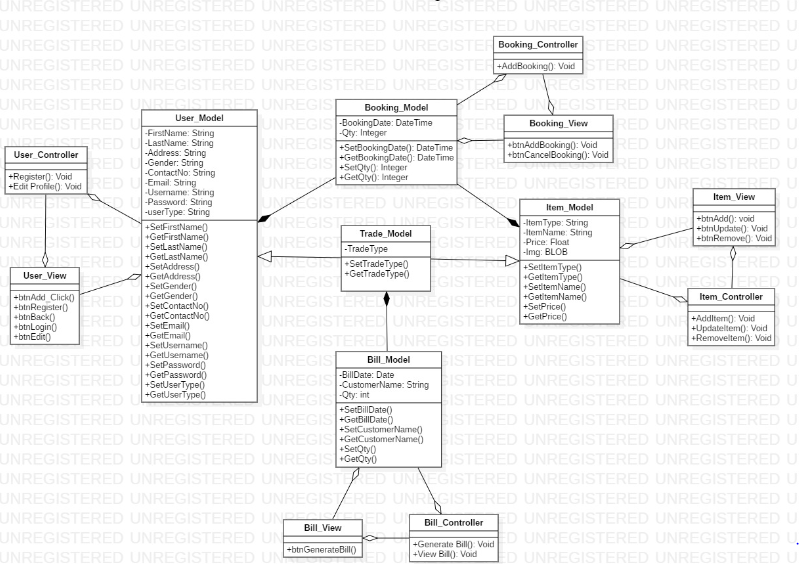 UNREGISTERED UNREGISTERED UNREGISTERED UNREGISTERED UNREGISTERED UNREGISTERED
Booking_Controller
+AddBooking(): Void
Booking_Model
-BookingDate: DateTime
-Qty: Integer
+SetBookingDate(): DateTime
+GetBookingDate(): DateTime
+SetQty(): Integer
+GetQty(): Integer
Booking_View
+btnAddBooking(): Void
+btnCancelBooking(): Void
User_Model
-FirstName: String
-LastName: String
-Address: String
-Gender: String
-ContactNo: String
-Email: String
-Username: String
-Password: String
-userType: String
+SetFirstName()
+GetFirstName()
+SetLastName()
+GetLastName()
+SetAddress()
+GetAddress()
+SetGender()
+GetGender()
+SetContactNo()
+GetContactNo()
+SetEmail()
+GetEmail()
+SetUsername()
+GetUsername()
+SetPassword()
+GetPassword()
+SetUserType()
+GetUserType()
User_Controller
+Register(): Void
+Edit Profile(): Void
User_View
+btnAdd_Click()
+btnRegister()
+btnBack()
+btnLogin()
+btnEdit()
Trade_Model
-TradeType
+SetTradeType()
+GetTradeType()
Item_Model
-ItemType: String
-ItemName: String
-Price: Float
-Img: BLOB
+SetItemType()
+GetItemType()
+SetItemName()
+GetItemName()
+SetPrice()
+GetPrice()
Item_View
+btnAdd(): void
+btnUpdate(): Void
+btnRemove(): Void
Item_Controller
+AddItem(): Void
+UpdateItem(): Void
+RemoveItem(): Void
Bill_Model
-BillDate: Date
-CustomerName: String
-Qty: int
+SetBillDate()
+GetBillDate()
+SetCustomerName()
+GetCustomerName()
+SetQty()
+GetQty()
Bill_View
+btnGenerateBill()
Bill_Controller
+Generate Bill(): Void
+View Bill(): Void